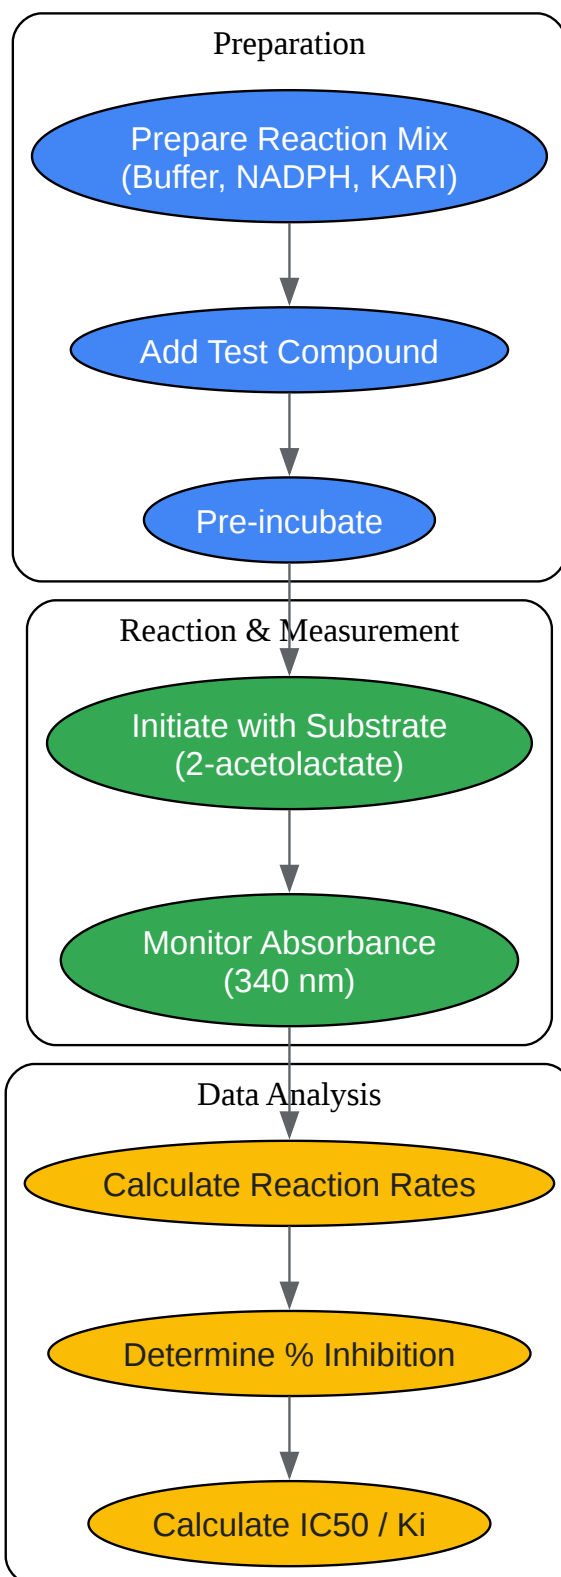 Preparation
Prepare Reaction Mix
(Buffer, NADPH, KARI)
Add Test Compound
Pre-incubate
Reaction & Measurement
Initiate with Substrate
(2-acetolactate)
Monitor Absorbance
(340 nm)
Data Analysis
Calculate Reaction Rates
Determine % Inhibition
Calculate IC50 / Ki